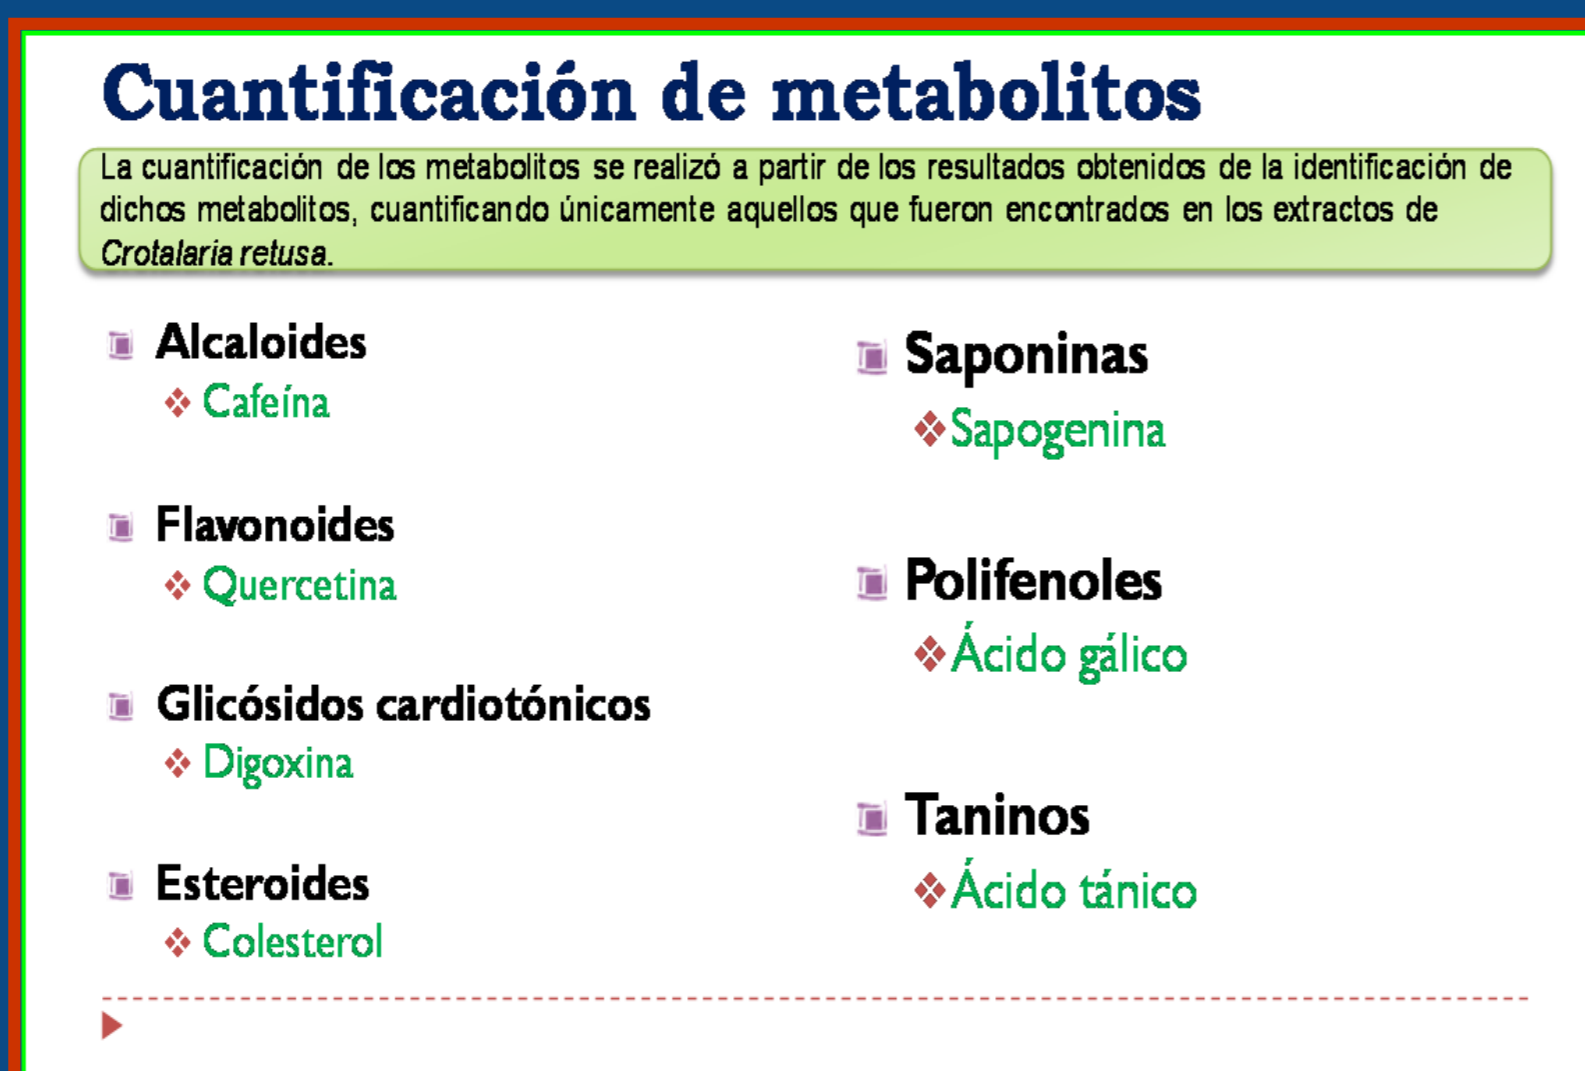 Cuantificación de metabolitos
La cuantificación de los metabolitos se realizó a partir de los resultados obtenidos de la identificación de
dichos metabolitos, cuantificando únicamente aquellos que fueron encontrados en los extractos de
Crotalaria retusa.
Alcaloides
Cafeína
Flavonoides
Quercetina
Glicósidos cardiotónicos
Digoxina
Esteroides
Colesterol
Saponinas
Sapogenina
Polifenoles
Ácido gálico
Taninos
Ácido tánico